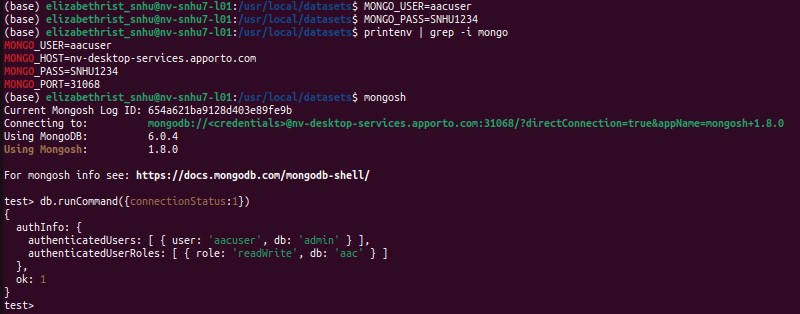 (base) elizabethrist_snhu@nv-snhu7-l01:/usr/local/datasets$ MONGO_USER=aacuser
(base) elizabethrist_snhu@nv-snhu7-l01:/usr/local/datasets$ MONGO_PASS=SNHU1234
(base) elizabethrist_snhu@nv-snhu7-l01:/usr/local/datasets$ printenv | grep -i mongo
MONGO_USER=aacuser
MONGO_HOST=nv-desktop-services.apporto.com
MONGO_PASS=SNHU1234
MONGO_PORT=31068
(base) elizabethrist_snhu@nv-snhu7-l01:/usr/local/datasets$ mongosh
Current Mongosh Log ID: 654a621ba9128d403e89fe9b
Connecting to: mongodb://<credentials>@nv-desktop-services.apporto.com:31068/?directConnection=true&appName=mongosh+1.8.0
Using MongoDB: 6.0.4
Using Mongosh: 1.8.0
For mongosh info see: https://docs.mongodb.com/mongodb-shell/
test> db.runCommand({connectionStatus:1})
{
  authInfo: {
    authenticatedUsers: [ { user: 'aacuser', db: 'admin' } ],
    authenticatedUserRoles: [ { role: 'readWrite', db: 'aac' } ]
  },
  ok: 1
}
test>